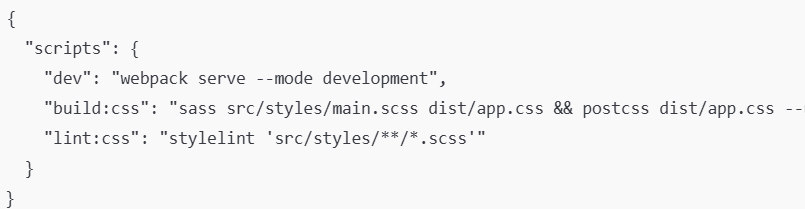 {
  "scripts": {
    "dev": "webpack serve --mode development",
    "build:css": "sass src/styles/main.scss dist/app.css && postcss dist/app.css --
    "lint:css": "stylelint 'src/styles/**/*.scss'"
  }
}